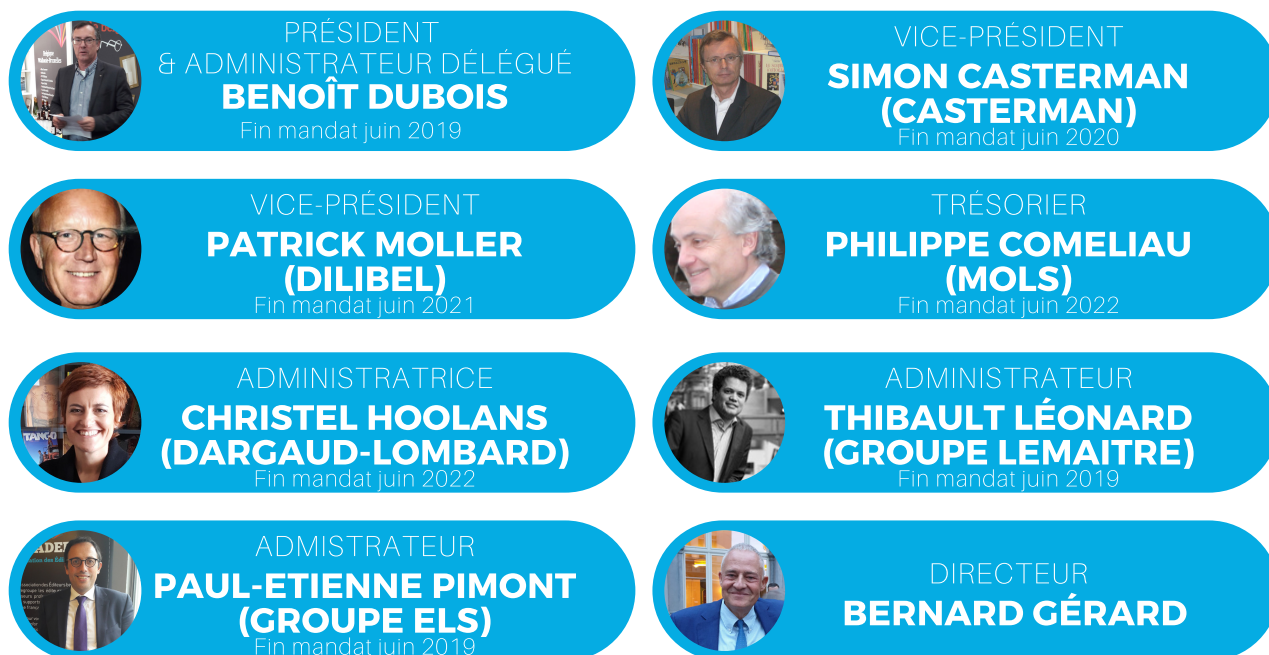 PRÉSIDENT
& ADMINISTRATEUR DÉLÉGUÉ
BENOÎT DUBOIS
Fin mandat juin 2019
VICE-PRÉSIDENT
SIMON CASTERMAN
(CASTERMAN)
Fin mandat juin 2020
VICE-PRÉSIDENT
PATRICK MOLLER
(DILIBEL)
Fin mandat juin 2021
TRÉSORIER
PHILIPPE COMELIAU
(MOLS)
Fin mandat juin 2022
TANGO
ADMINISTRATRICE
CHRISTEL HOOLANS
(DARGAUD-LOMBARD)
Fin mandat juin 2022
ADMINISTRATEUR
THIBAULT LÉONARD
(GROUPE LEMAITRE)
Fin mandat juin 2019
ADMISTRATEUR
PAUL-ETIENNE PIMONT
(GROUPE ELS)
Fin mandat juin 2019
DIRECTEUR
BERNARD GÉRARD